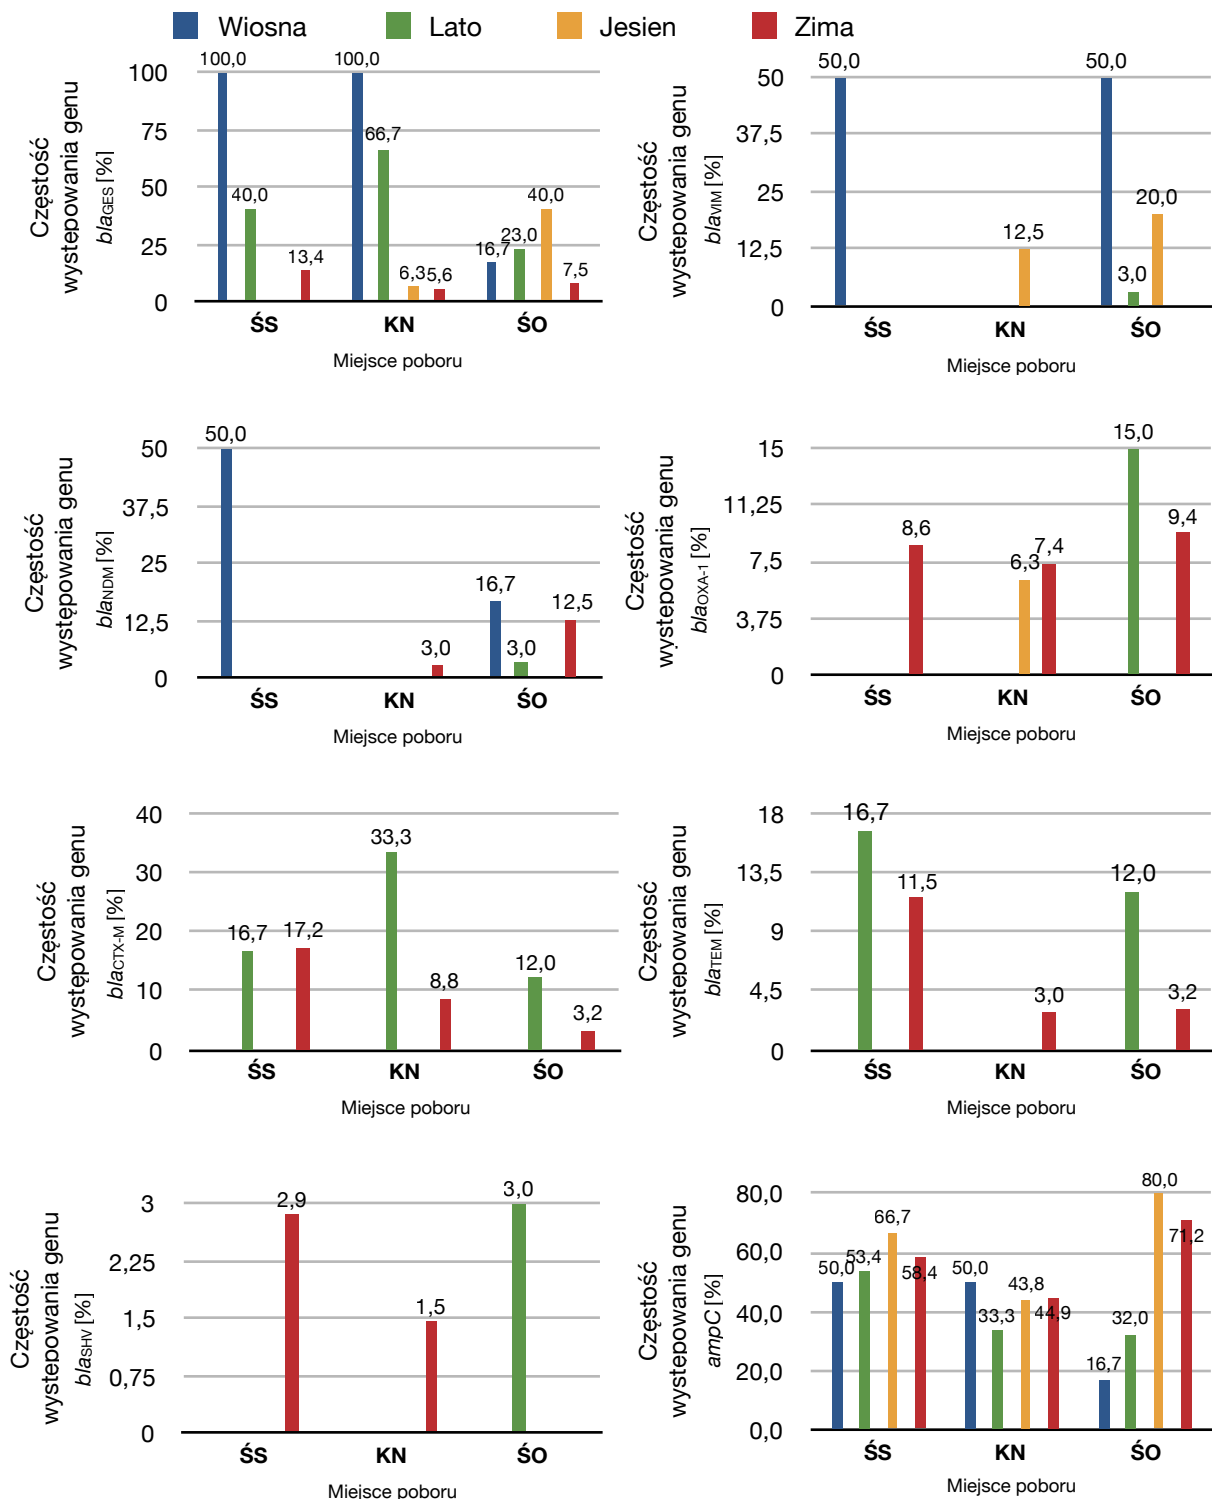 Wiosna Lato Jesien Zima
Częstość
wystepowania genu
blaGES [%]
100
75
50
25
0
100,0
40,0
13,4
100,0
66,7
6,3
5,6
16,7
23,0
40,0
7,5
ŚS KN ŚO
Miejsce poboru
Częstość
wystepowania genu
blaVIM [%]
50
37,5
25
12,5
0
50,0
12,5
50,0
3,0
20,0
ŚS KN ŚO
Miejsce poboru
Częstość
występowania genu
blaNDM [%]
50
37,5
25
12,5
0
50,0
3,0
16,7
3,0
12,5
ŚS KN ŚO
Miejsce poboru
Częstość
wystepowania genu
blaOXA-1 [%]
15
11,25
7,5
3,75
0
8,6
6,3
7,4
15,0
9,4
ŚS KN ŚO
Miejsce poboru
Częstość
występowania genu
blaCTX-M [%]
40
30
20
10
0
16,7
17,2
33,3
8,8
12,0
3,2
ŚS KN ŚO
Miejsce poboru
Częstość
wystepowania genu
blaTEM [%]
18
13,5
9
4,5
0
16,7
11,5
3,0
12,0
3,2
ŚS KN ŚO
Miejsce poboru
Częstość
wystepowania genu
blaSHV [%]
3
2,25
1,5
0,75
0
2,9
1,5
3,0
ŚS KN ŚO
Miejsce poboru
Częstość
wystepowania genu
ampC [%]
80,0
60,0
40,0
20,0
0,0
50,0
53,4
66,7
58,4
50,0
33,3
43,8
44,9
16,7
32,0
80,0
71,2
ŚS KN ŚO
Miejsce poboru